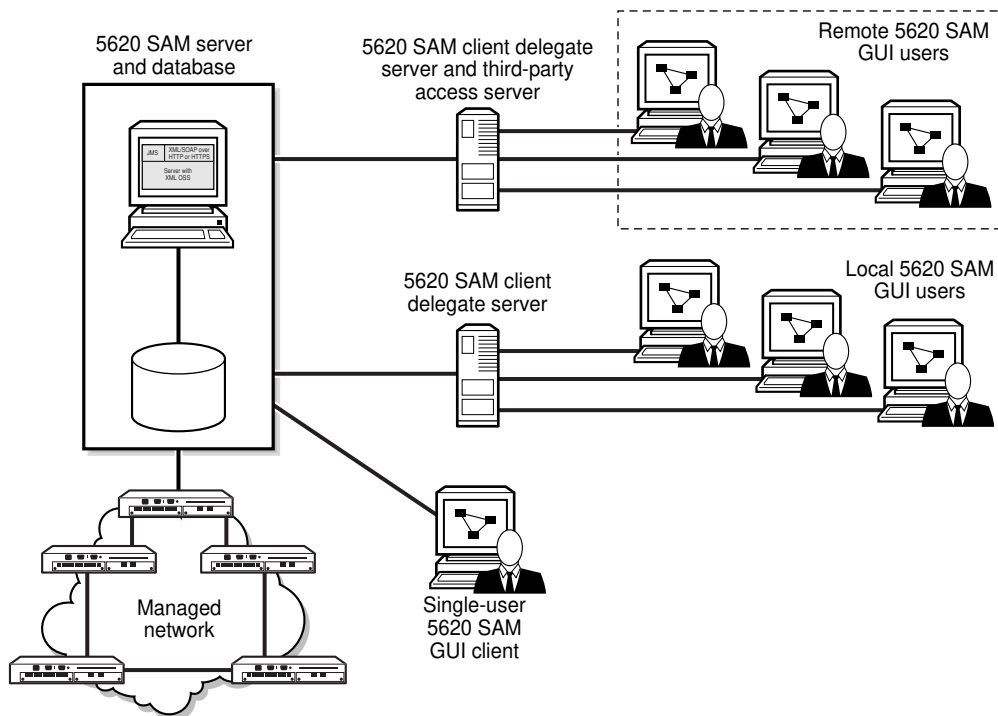 5620 SAM server
and database
5620 SAM client delegate
server and third-party
access server
Remote 5620 SAM
GUI users
JMS
XML/SOAP over
HTTP or HTTPS
Server with
XML OSS
5620 SAM client
delegate server
Local 5620 SAM
GUI users
Managed
network
Single-user
5620 SAM
GUI client